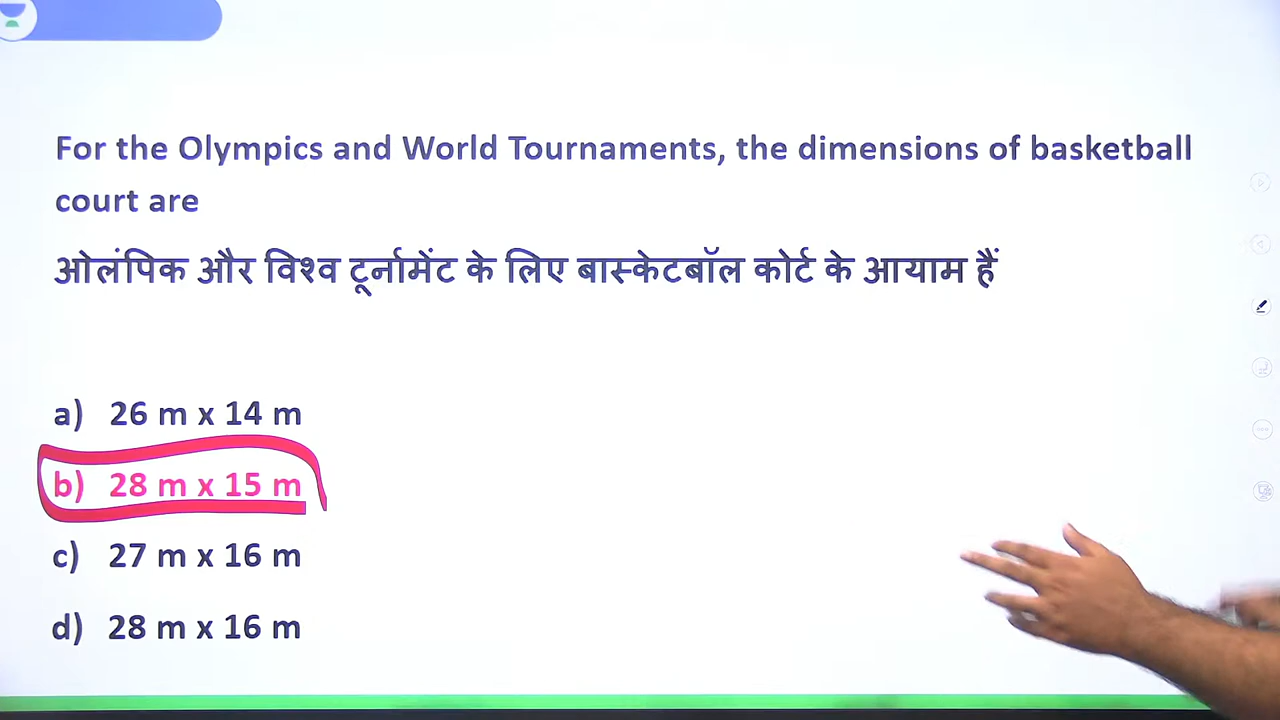 For the Olympics and World Tournaments, the dimensions of basketball
court are
ओलंपिक और विश्व टूर्नामेंट के लिए बास्केटबॉल कोर्ट के आयाम हैं
a) 26 m x 14 m
b) 28 m x 15 m
c) 27 m x 16 m
d) 28 m x 16 m